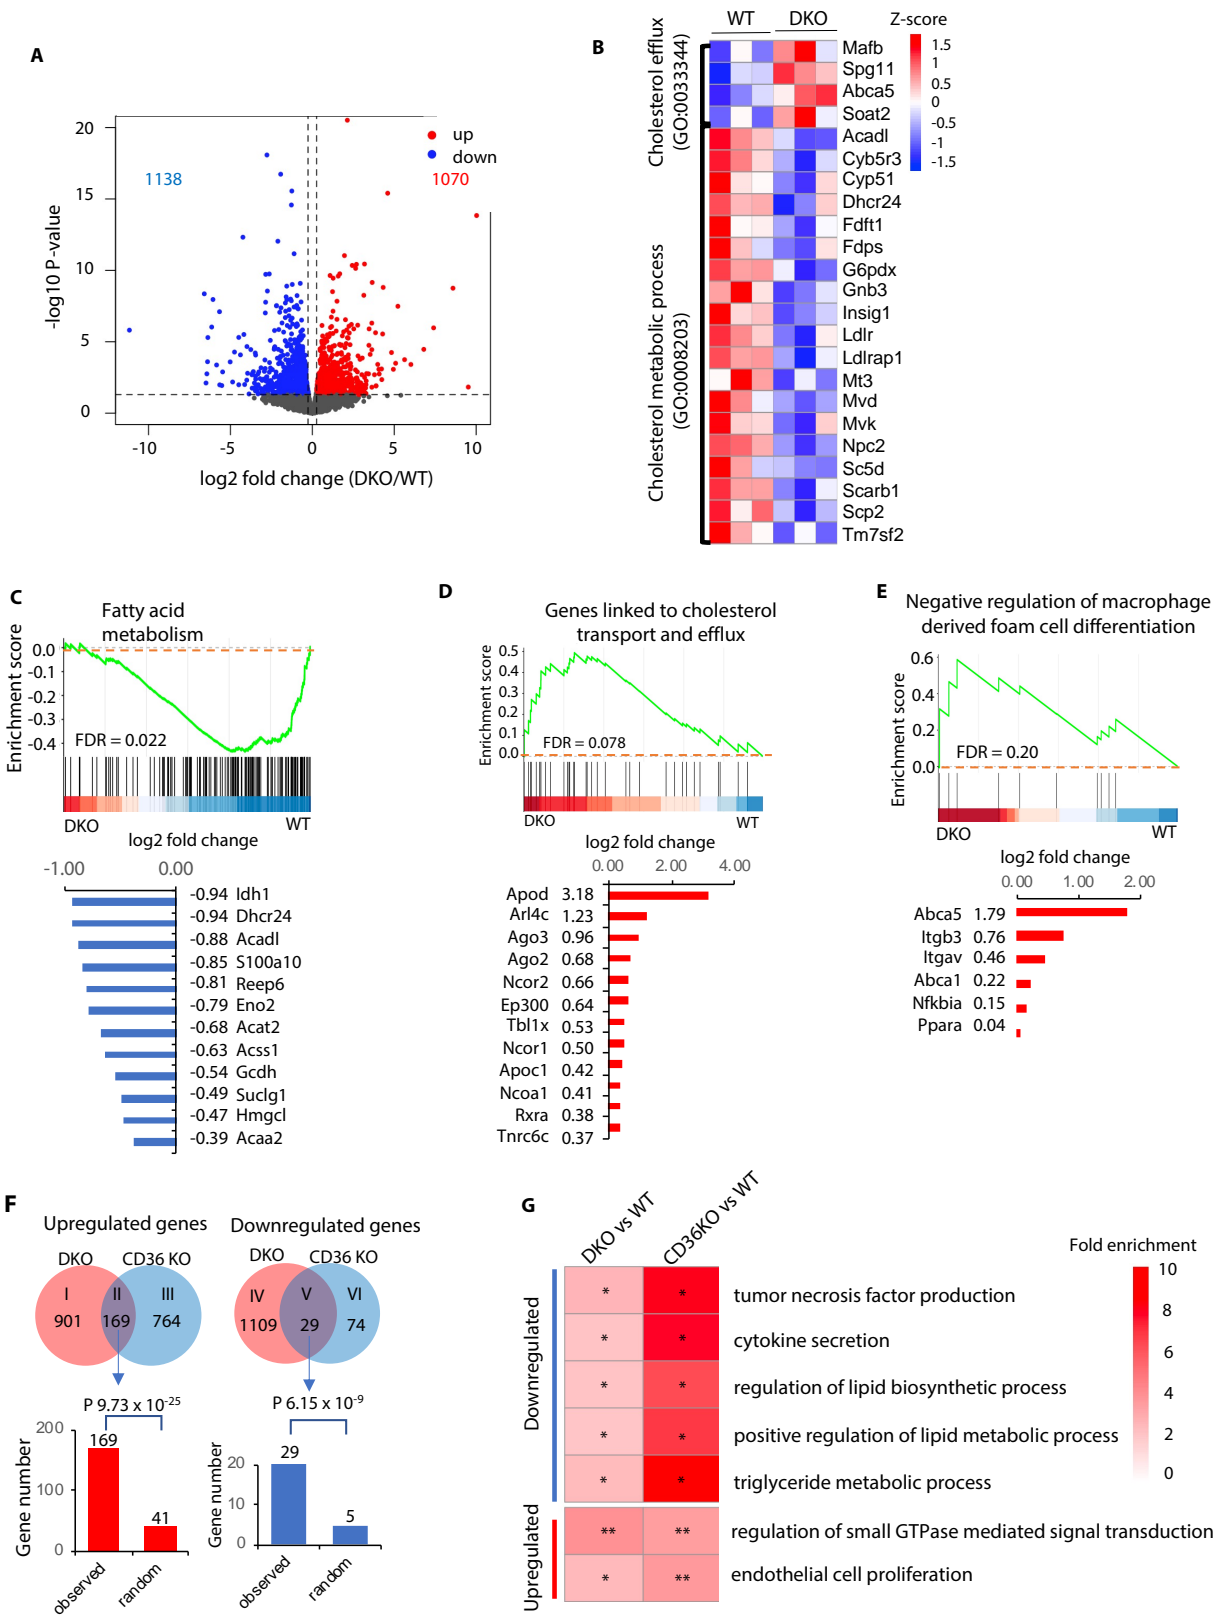 A
20
15
10
5
0
-log10 P-value
1138
up
down
1070
-10
-5
0
5
10
log2 fold change (DKO/WT)
B
WT
DKO
Z-score
1.5
1
0.5
0
-0.5
-1
-1.5
Cholesterol efflux
(GO:0033344)
Cholesterol metabolic process
(GO:0008203)
Mafb
Spg11
Abca5
Soat2
Acadl
Cyb5r3
Cyp51
Dhcr24
Fdft1
Fdps
G6pdx
Gnb3
Insig1
Ldlr
Ldlrap1
Mt3
Mvd
Mvk
Npc2
Sc5d
Scarb1
Scp2
Tm7sf2
C
Fatty acid
metabolism
Enrichment score
0.0
-0.1
-0.2
-0.3
-0.4
FDR = 0.022
DKO
WT
log2 fold change
-1.00
0.00
-0.94 Idh1
-0.94 Dhcr24
-0.88 Acadl
-0.85 S100a10
-0.81 Reep6
-0.79 Eno2
-0.68 Acat2
-0.63 Acss1
-0.54 Gcdh
-0.49 Suclg1
-0.47 Hmgcl
-0.39 Acaa2
D
Genes linked to cholesterol
transport and efflux
Enrichment score
0.5
0.4
0.3
0.2
0.1
0.0
FDR = 0.078
DKO
WT
log2 fold change
0.00
2.00
4.00
Apod 3.18
Arl4c 1.23
Ago3 0.96
Ago2 0.68
Ncor2 0.66
Ep300 0.64
Tbl1x 0.53
Ncor1 0.50
Apoc1 0.42
Ncoa1 0.41
Rxra 0.38
Tnrc6c 0.37
E
Negative regulation of macrophage
derived foam cell differentiation
Enrichment score
0.6
0.4
0.2
0.0
FDR = 0.20
DKO
WT
log2 fold change
0.00
1.00
2.00
Abca5 1.79
Itgb3 0.76
Itgav 0.46
Abca1 0.22
Nfkbia 0.15
Ppara 0.04
F
Upregulated genes
DKO
CD36 KO
I
II
III
901
169
764
P 9.73 x 10-25
Gene number
200
100
0
169
41
observed
random
Downregulated genes
DKO
CD36 KO
IV
V
VI
1109
29
74
P 6.15 x 10-9
Gene number
20
10
0
29
5
observed
random
G
DKO vs WT
CD36KO vs WT
Fold enrichment
10
8
6
4
2
0
Downregulated
* * tumor necrosis factor production
* * cytokine secretion
* * regulation of lipid biosynthetic process
* * positive regulation of lipid metabolic process
* * triglyceride metabolic process
Upregulated
** ** regulation of small GTPase mediated signal transduction
* ** endothelial cell proliferation